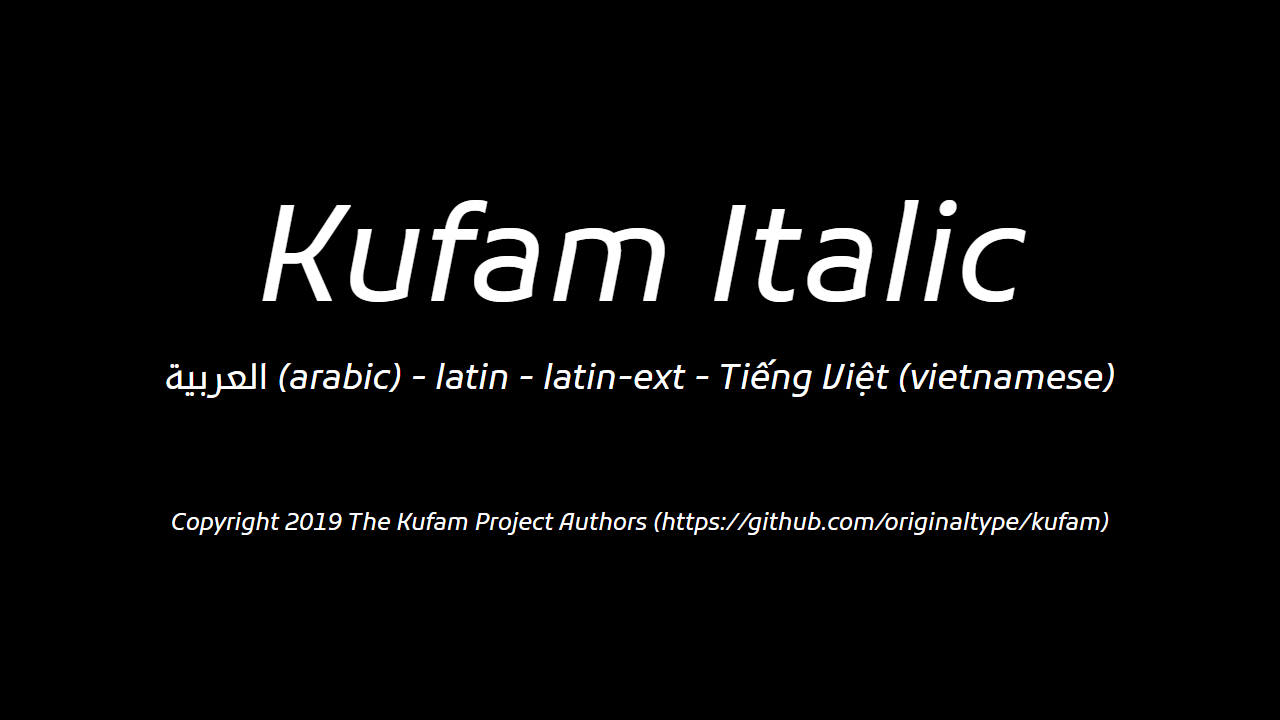 Kufam Italic
العربية (arabic) - latin - latin-ext - Tiếng Việt (vietnamese)
Copyright 2019 The Kufam Project Authors (https://github.com/originaltype/kufam)